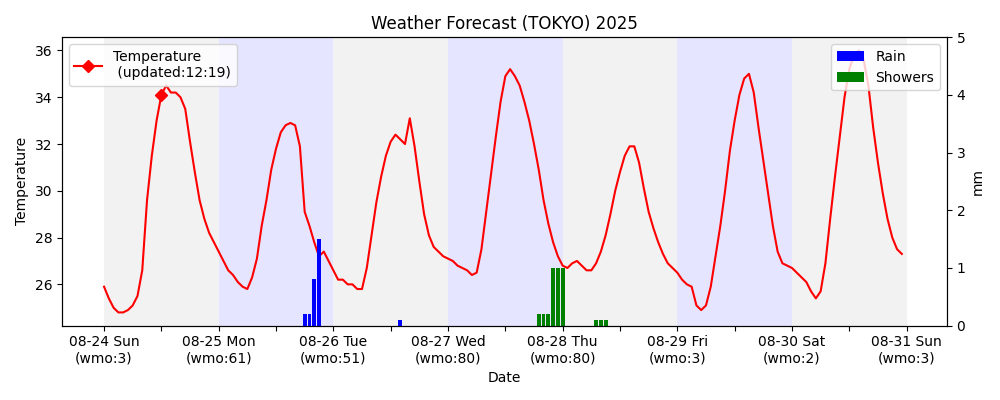 Weather Forecast (TOKYO) 2025
Temperature
(updated:12:19)
Rain
Showers
36
34
32
30
28
26
Temperature
5
4
3
2
1
0
mm
08-24 Sun
(wmo:3)
08-25 Mon
(wmo:61)
08-26 Tue
(wmo:51)
08-27 Wed
(wmo:80)
08-28 Thu
(wmo:80)
08-29 Fri
(wmo:3)
08-30 Sat
(wmo:2)
08-31 Sun
(wmo:3)
Date